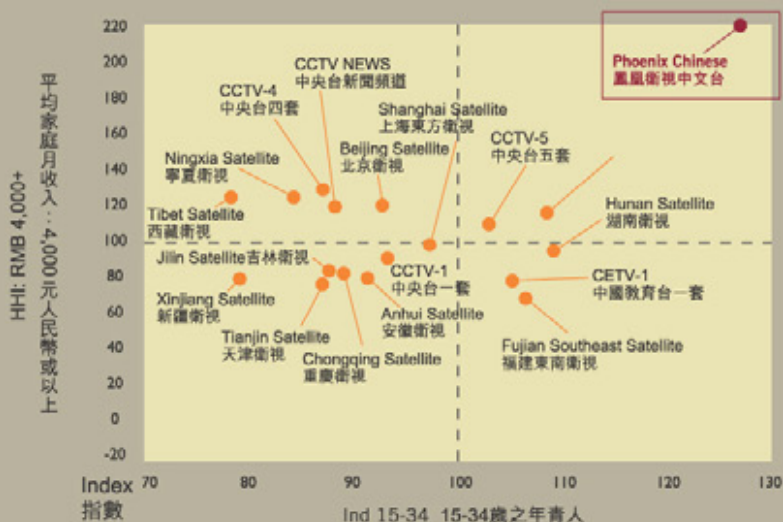 220
200
180
160
140
120
100
80
60
40
20
0
-20
HHI: RMB 4,000+
平均家庭月收入：4,000元人民幣或以上
Phoenix Chinese
鳳凰衛視中文台
CCTV NEWS
中央台新聞頻道
CCTV-4
中央台四套
Shanghai Satellite
上海東方衛視
Beijing Satellite
北京衛視
CCTV-5
中央台五套
Ningxia Satellite
寧夏衛視
Hunan Satellite
湖南衛視
Tibet Satellite
西藏衛視
Jilin Satellite吉林衛視
CCTV-1
中央台一套
CETV-1
中國教育台一套
Xinjiang Satellite
新疆衛視
Anhui Satellite
安徽衛視
Tianjin Satellite
天津衛視
Chongqing Satellite
重慶衛視
Fujian Southeast Satellite
福建東南衛視
Index
指數
70
80
90
100
110
120
130
Ind 15-34 15-34歲之年青人